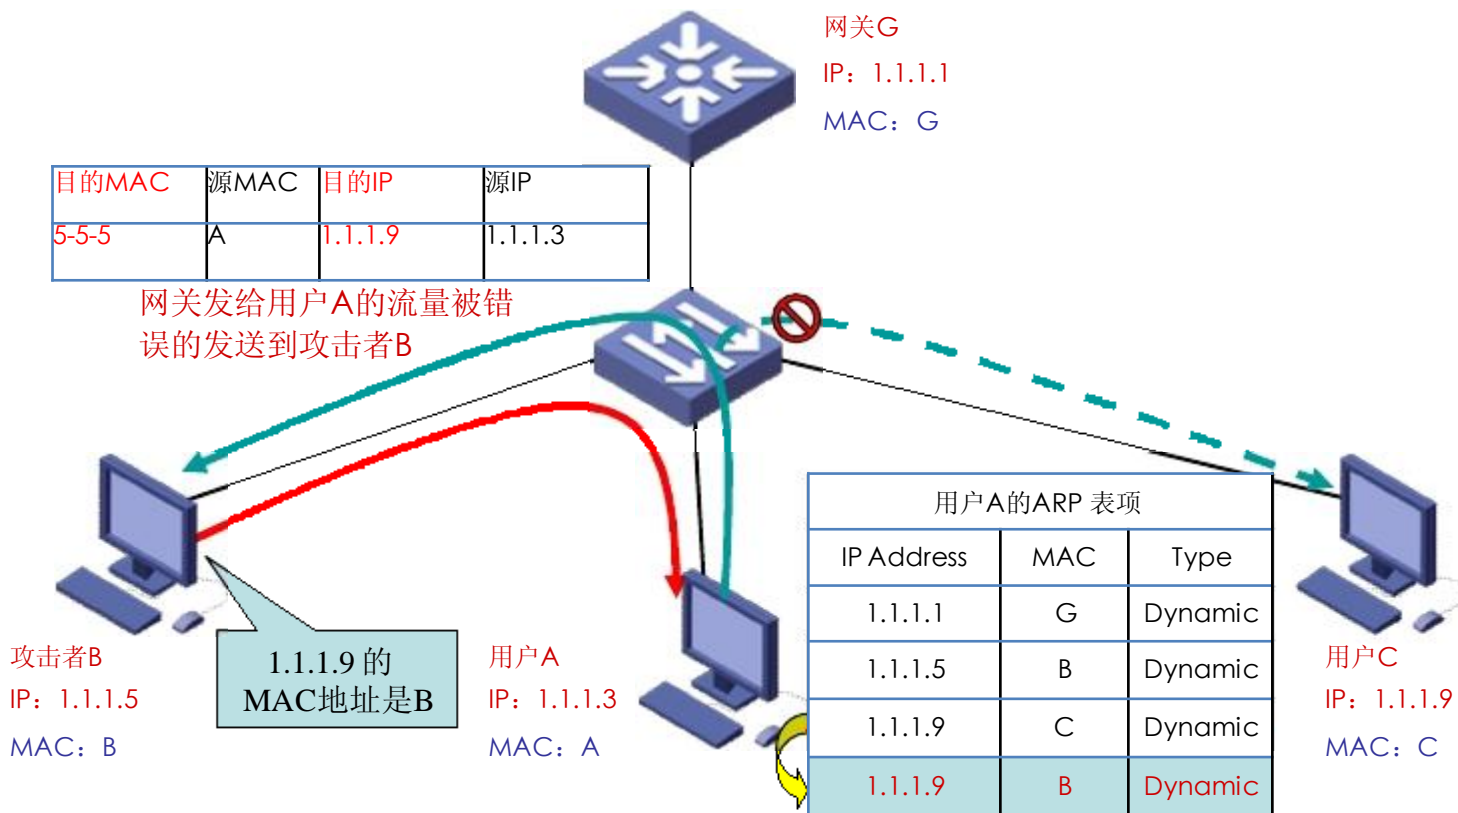 网关G
IP：1.1.1.1
MAC：G
目的MAC 源MAC 目的IP 源IP
5-5-5 A 1.1.1.9 1.1.1.3
网关发给用户A的流量被错
误的发送到攻击者B
用户A的ARP 表项
IP Address MAC Type
1.1.1.1 G Dynamic
1.1.1.5 B Dynamic
1.1.1.9 C Dynamic
1.1.1.9 B Dynamic
攻击者B
IP：1.1.1.5
MAC：B
1.1.1.9 的
MAC地址是B
用户A
IP：1.1.1.3
MAC：A
用户C
IP：1.1.1.9
MAC：C